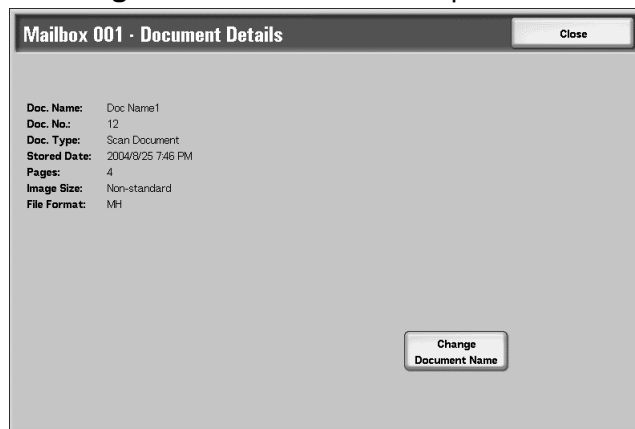 Mailbox 001 - Document Details
Close
Doc. Name: Doc Name1
Doc. No.: 12
Doc. Type: Scan Document
Stored Date: 2004/8/25 7:46 PM
Pages: 4
Image Size: Non-standard
File Format: MH
Change
Document Name